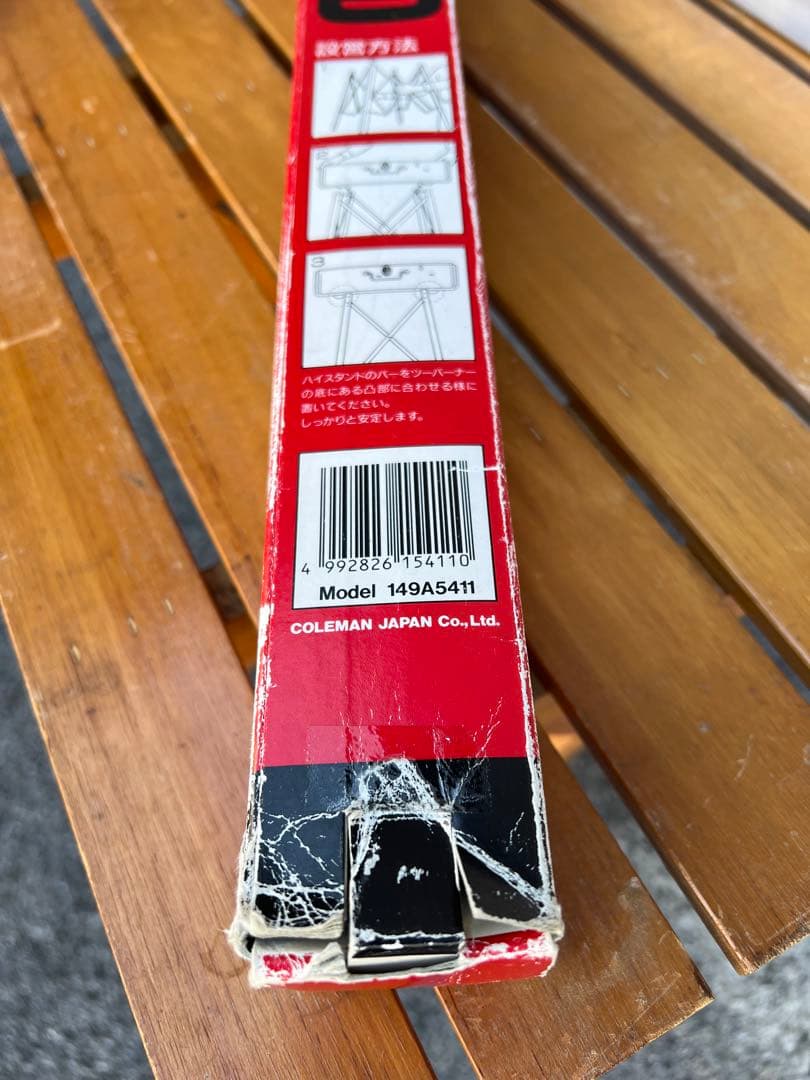 設営方法
1
2
3
ハイスタンドのバーをツーバーナー
の底にある凸部に合わせる様に
置いてください。
しっかりと安定します。
4 992826 154110
Model 149A5411
COLEMAN JAPAN Co.,Ltd.